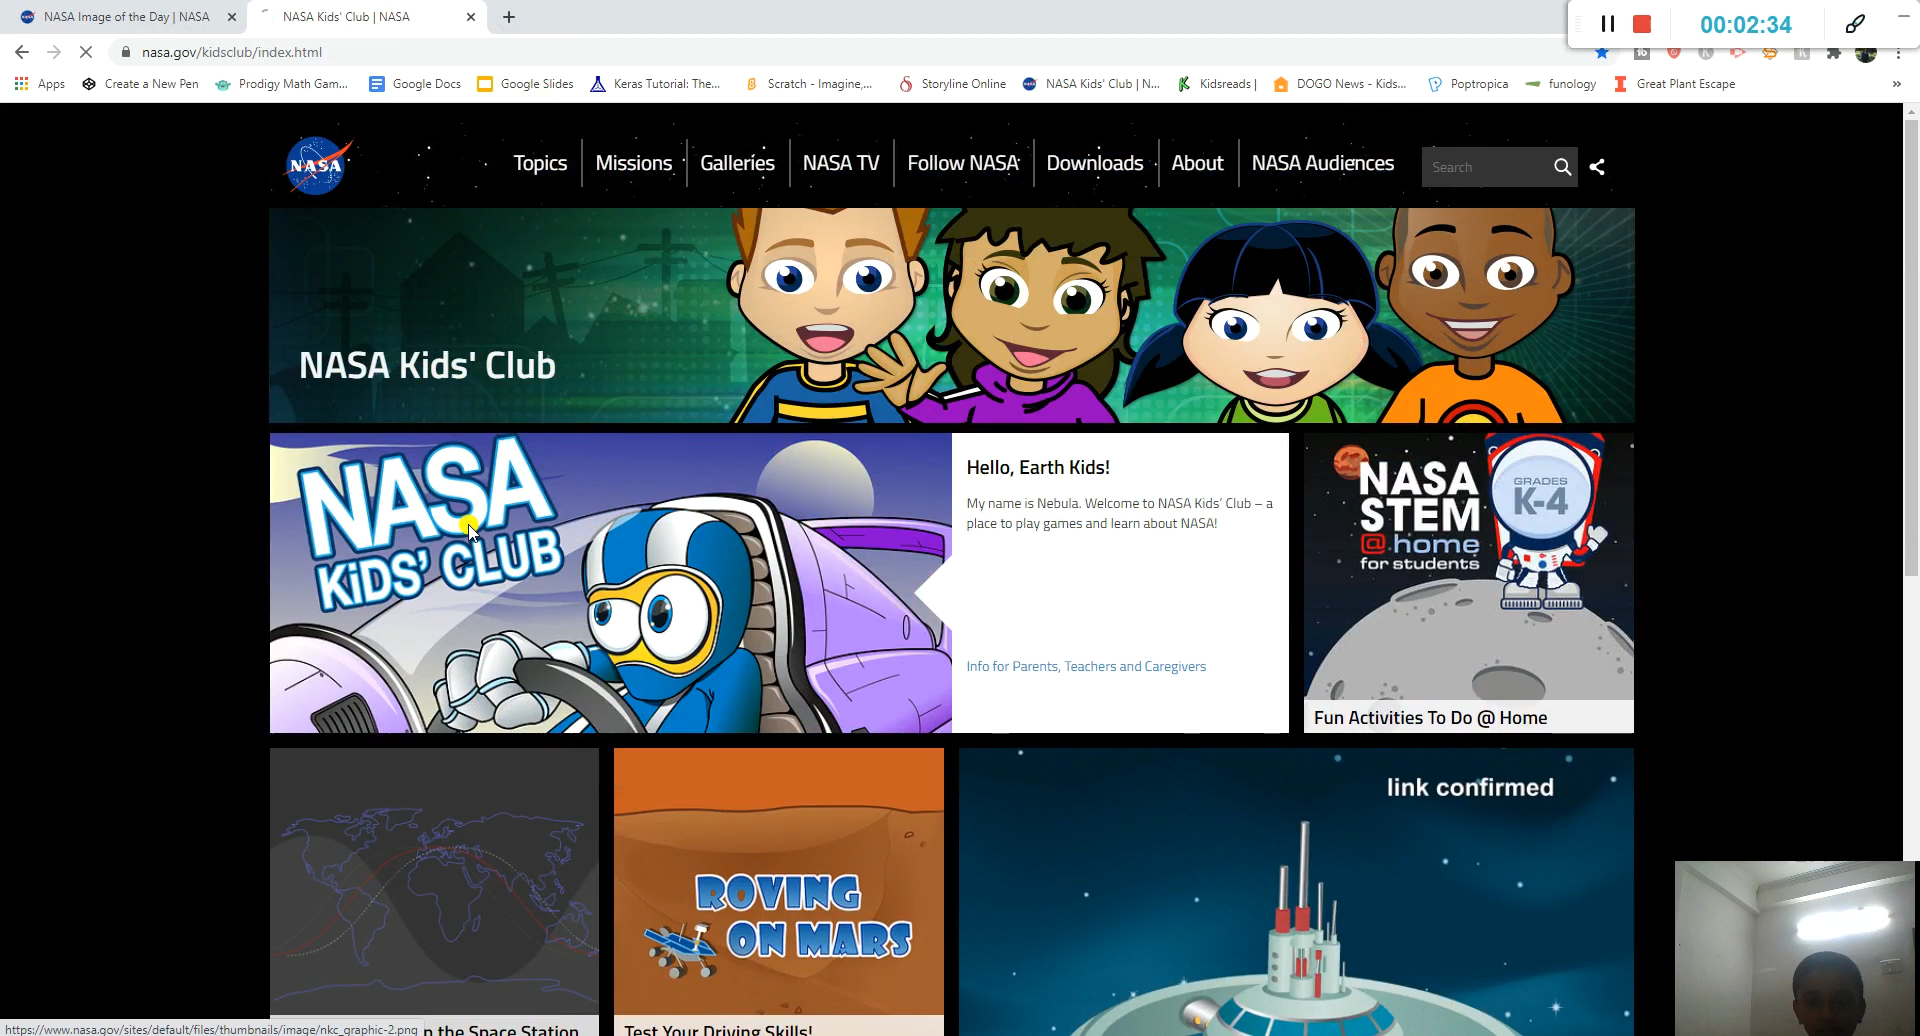 NASA Image of the Day | NASA
NASA Kids' Club | NASA
00:02:34
nasa.gov/kidsclub/index.html
Apps
Create a New Pen
Prodigy Math Gam...
Google Docs
Google Slides
Keras Tutorial: The...
Scratch - Imagine,...
Storyline Online
NASA Kids' Club | N...
Kidsreads |
DOGO News - Kids...
Poptropica
funology
Great Plant Escape
»
NASA
Topics
Missions
Galleries
NASA TV
Follow NASA
Downloads
About
NASA Audiences
Search
NASA Kids' Club
NASA
KiDS' CLUB
Hello, Earth Kids!
My name is Nebula. Welcome to NASA Kids' Club – a
place to play games and learn about NASA!
Info for Parents, Teachers and Caregivers
NASA
STEM
@home
for students
GRADES
K-4
Fun Activities To Do @ Home
link confirmed
ROVING
ON MARS
n the Space Station
Test Your Driving Skills!
https://www.nasa.gov/sites/default/files/thumbnails/image/nkc_graphic-2.png